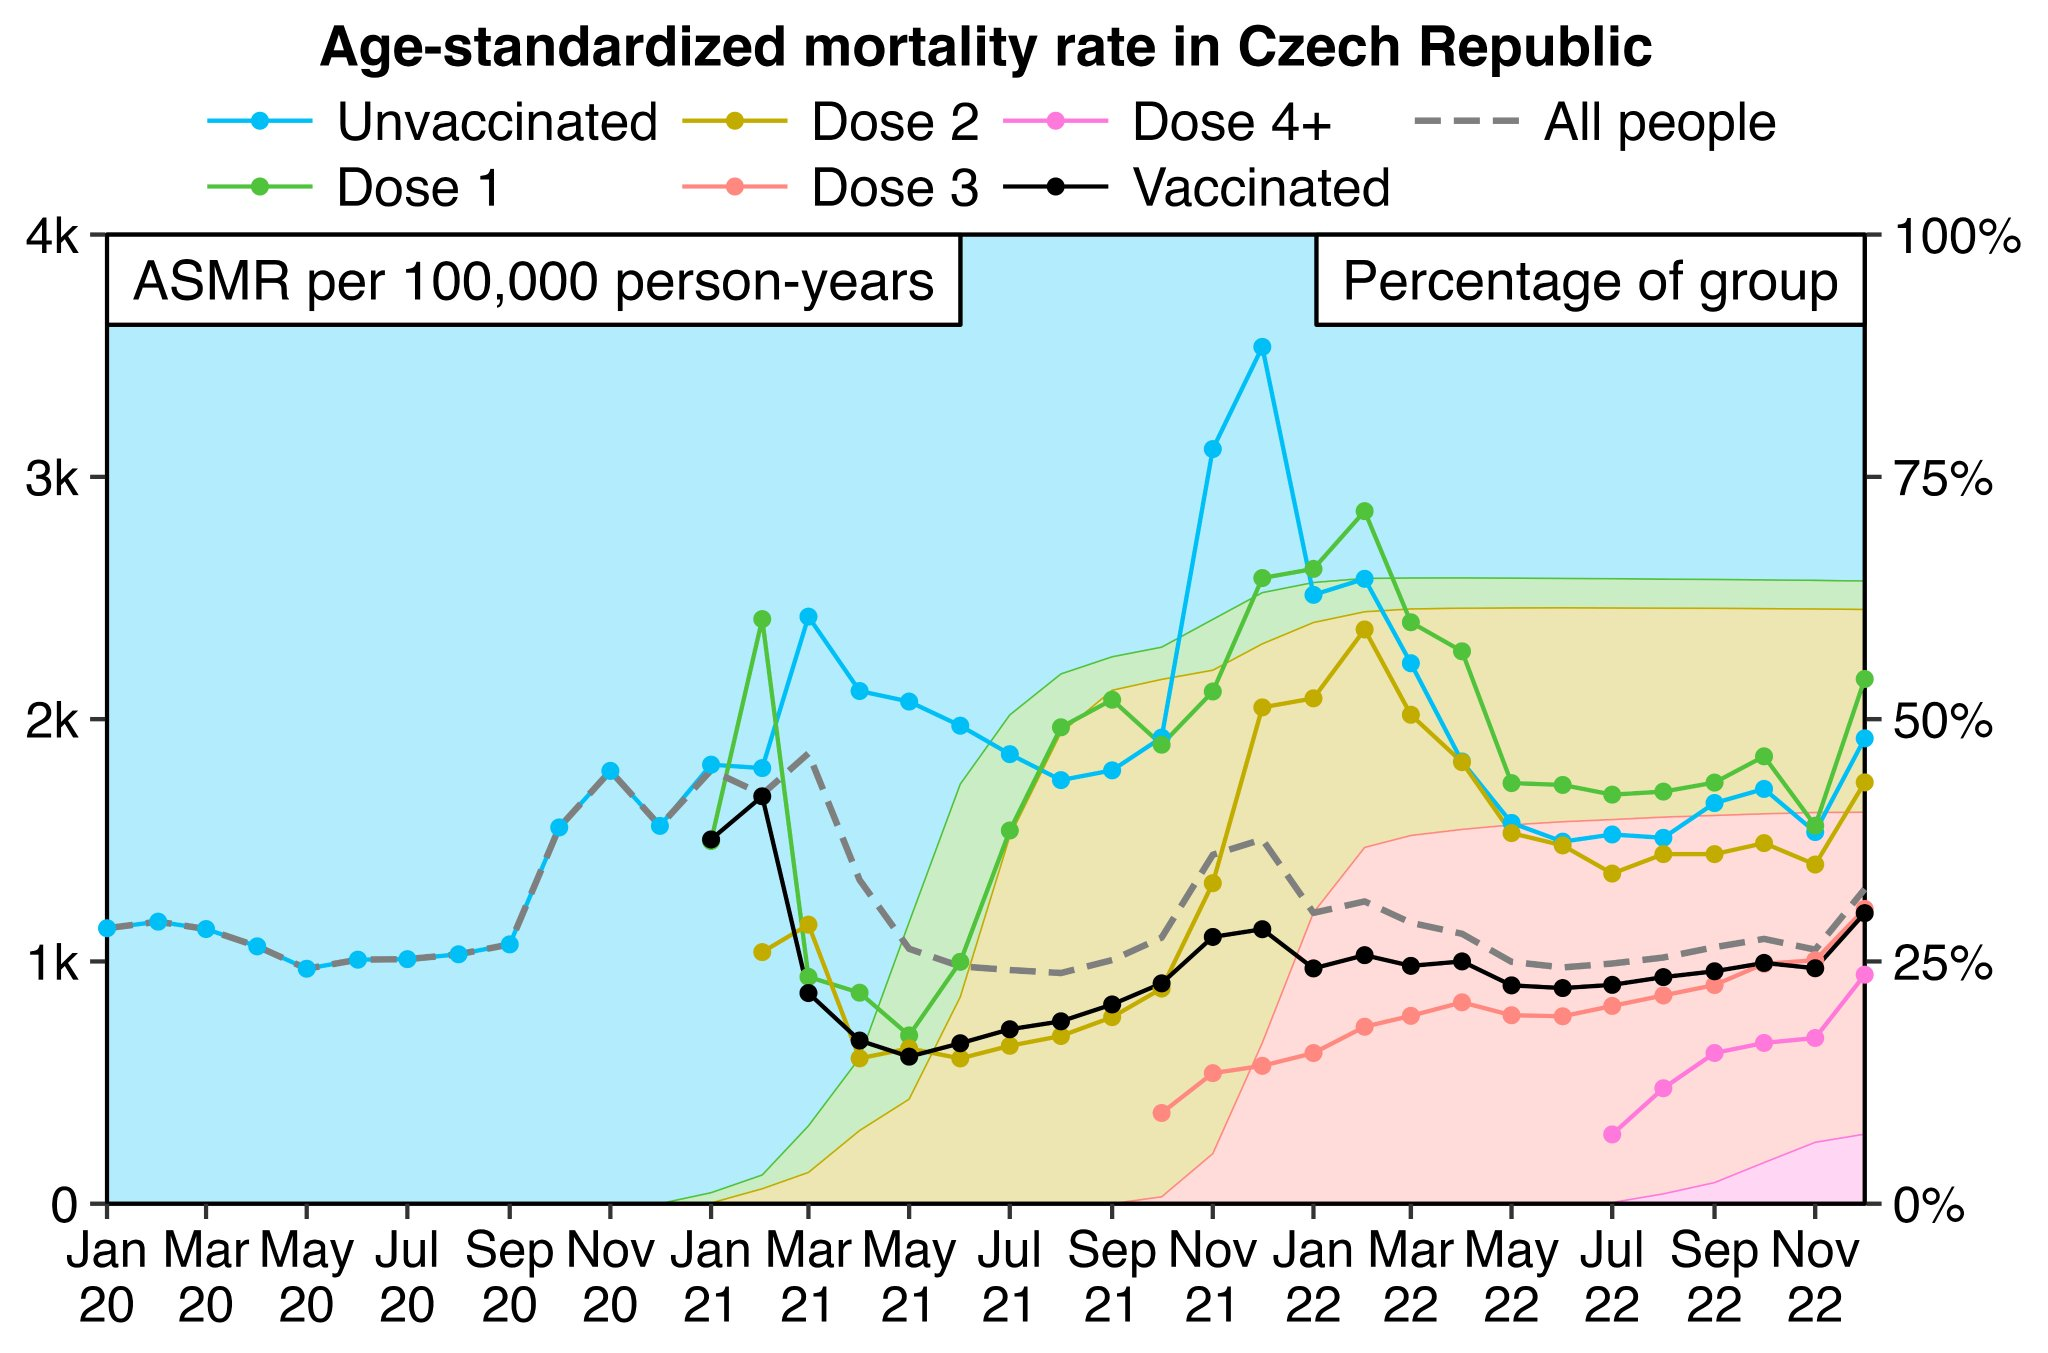 Age-standardized mortality rate in Czech Republic
Unvaccinated Dose 2 Dose 4+ All people
Dose 1 Dose 3 Vaccinated
4k 100%
ASMR per 100,000 person-years Percentage of group
3k 75%
2k 50%
1k 25%
0 0%
Jan Mar May Jul Sep Nov Jan Mar May Jul Sep Nov Jan Mar May Jul Sep Nov
20 20 20 20 20 20 21 21 21 21 21 21 22 22 22 22 22 22